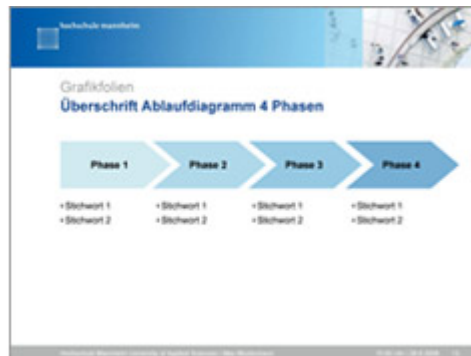 hochschule mannheim
Grafikfolien
Überschrift Ablaufdiagramm 4 Phasen
Phase 1 Phase 2 Phase 3 Phase 4
• Stichwort 1 • Stichwort 1 • Stichwort 1 • Stichwort 1
• Stichwort 2 • Stichwort 2 • Stichwort 2 • Stichwort 2